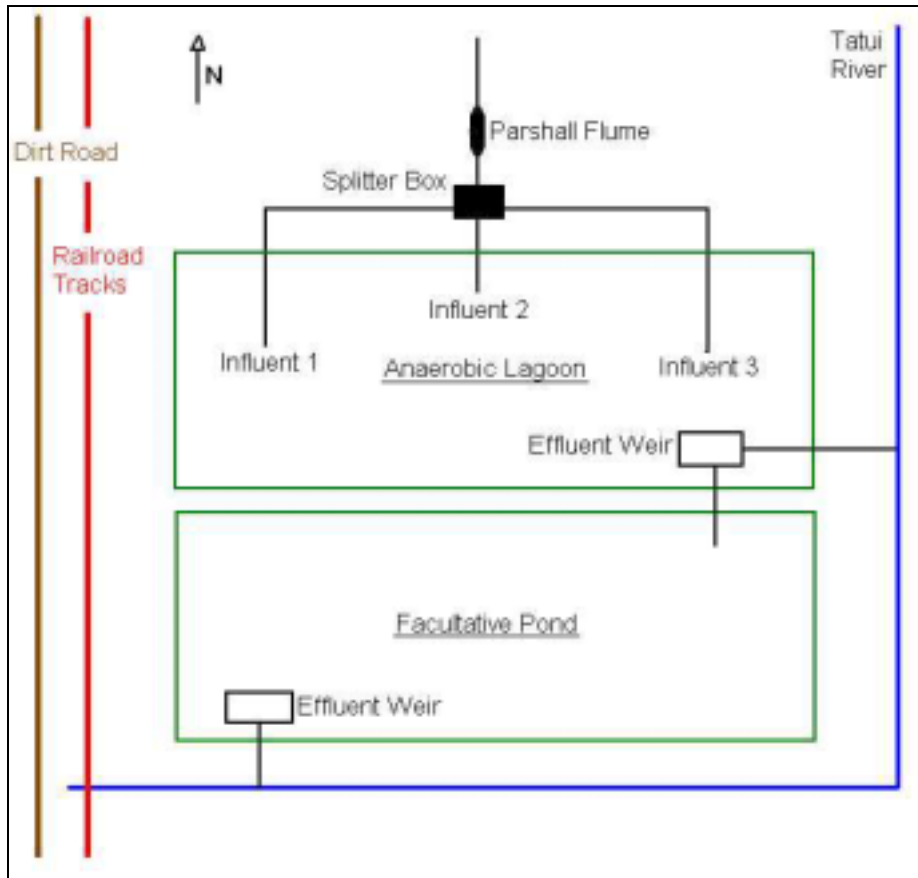 Tatui
River
N
Parshall Flume
Dirt Road
Splitter Box
Railroad
Tracks
Influent 2
Influent 1
Anaerobic Lagoon
Influent 3
Effluent Weir
Facultative Pond
Effluent Weir